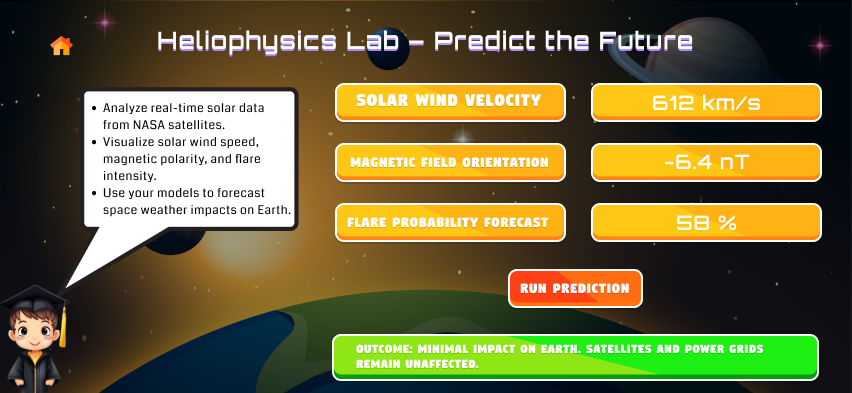 Heliophysics Lab – Predict the Future
• Analyze real-time solar data
from NASA satellites.
• Visualize solar wind speed,
magnetic polarity, and flare
intensity.
• Use your models to forecast
space weather impacts on Earth.
SOLAR WIND VELOCITY
612 km/s
MAGNETIC FIELD ORIENTATION
-6.4 nT
FLARE PROBABILITY FORECAST
58 %
RUN PREDICTION
OUTCOME: MINIMAL IMPACT ON EARTH. SATELLITES AND POWER GRIDS
REMAIN UNAFFECTED.